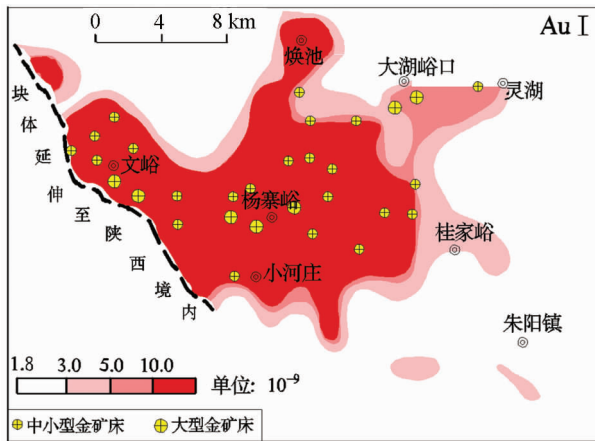 0 4 8 km
Au I
焕池
大湖峪口
灵湖
文峪
杨寨峪
桂家峪
小河庄
朱阳镇
块体延伸至陕西境内
1.8 3.0 5.0 10.0
单位: 10⁻⁹
中小型金矿床 大型金矿床